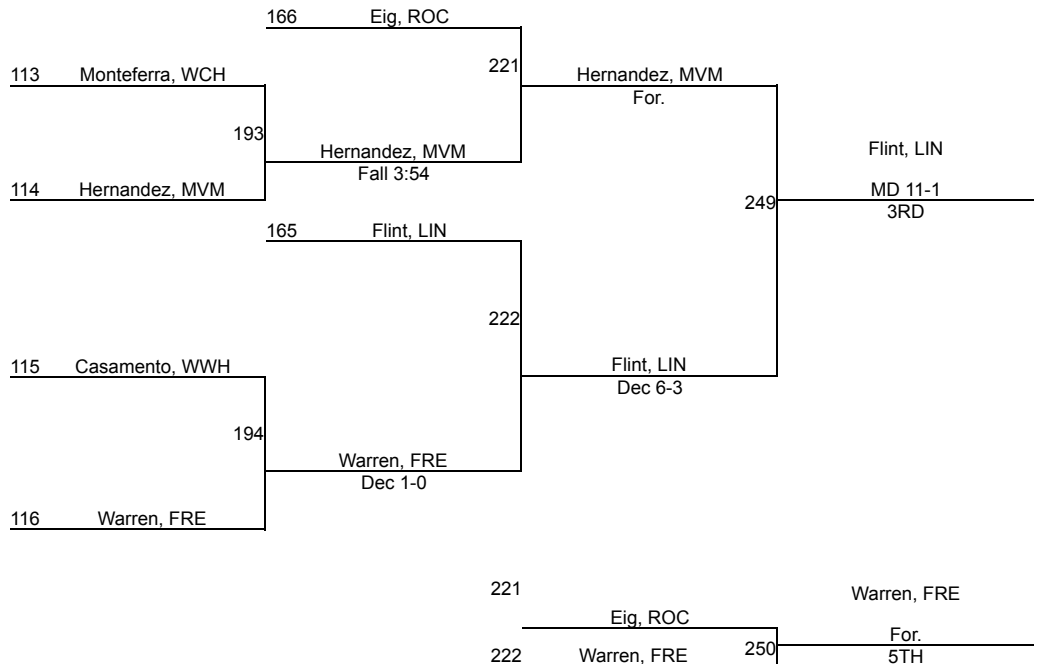 166 Eig, ROC
221
113 Monteferra, WCH
Hernandez, MVM
For.
193
Hernandez, MVM
Fall 3:54
Flint, LIN
114 Hernandez, MVM
MD 11-1
249
3RD
165 Flint, LIN
222
115 Casamento, WWH
Flint, LIN
Dec 6-3
194
Warren, FRE
Dec 1-0
116 Warren, FRE
221
Warren, FRE
Eig, ROC
For.
250
222 Warren, FRE
5TH